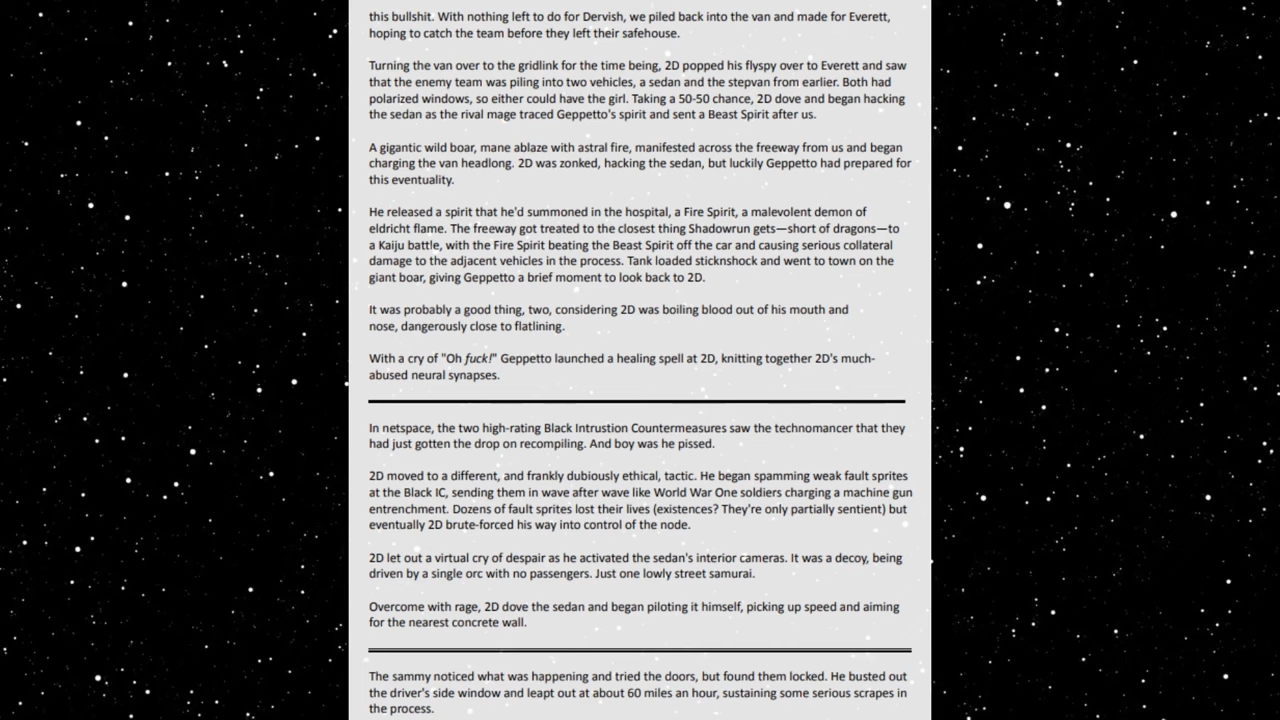 this bullshit. With nothing left to do for Dervish, we piled back into the van and made for Everett,
hoping to catch the team before they left their safehouse.
Turning the van over to the gridlink for the time being, 2D popped his flyspy over to Everett and saw
that the enemy team was piling into two vehicles, a sedan and the stepvan from earlier. Both had
polarized windows, so either could have the girl. Taking a 50-50 chance, 2D dove and began hacking
the sedan as the rival mage traced Geppetto's spirit and sent a Beast Spirit after us.
A gigantic wild boar, mane ablaze with astral fire, manifested across the freeway from us and began
charging the van headlong. 2D was zonked, hacking the sedan, but luckily Geppetto had prepared for
this eventuality.
He released a spirit that he'd summoned in the hospital, a Fire Spirit, a malevolent demon of
eldricht flame. The freeway got treated to the closest thing Shadowrun gets—short of dragons—to
a Kaiju battle, with the Fire Spirit beating the Beast Spirit off the car and causing serious collateral
damage to the adjacent vehicles in the process. Tank loaded sticknshock and went to town on the
giant boar, giving Geppetto a brief moment to look back to 2D.
It was probably a good thing, two, considering 2D was boiling blood out of his mouth and
nose, dangerously close to flatlining.
With a cry of "Oh fuck!" Geppetto launched a healing spell at 2D, knitting together 2D's much-
abused neural synapses.
In netspace, the two high-rating Black Intrustion Countermeasures saw the technomancer that they
had just gotten the drop on recompiling. And boy was he pissed.
2D moved to a different, and frankly dubiously ethical, tactic. He began spamming weak fault sprites
at the Black IC, sending them in wave after wave like World War One soldiers charging a machine gun
entrenchment. Dozens of fault sprites lost their lives (existences? They're only partially sentient) but
eventually 2D brute-forced his way into control of the node.
2D let out a virtual cry of despair as he activated the sedan's interior cameras. It was a decoy, being
driven by a single orc with no passengers. Just one lowly street samurai.
Overcome with rage, 2D dove the sedan and began piloting it himself, picking up speed and aiming
for the nearest concrete wall.
The sammy noticed what was happening and tried the doors, but found them locked. He busted out
the driver's side window and leapt out at about 60 miles an hour, sustaining some serious scrapes in
the process.